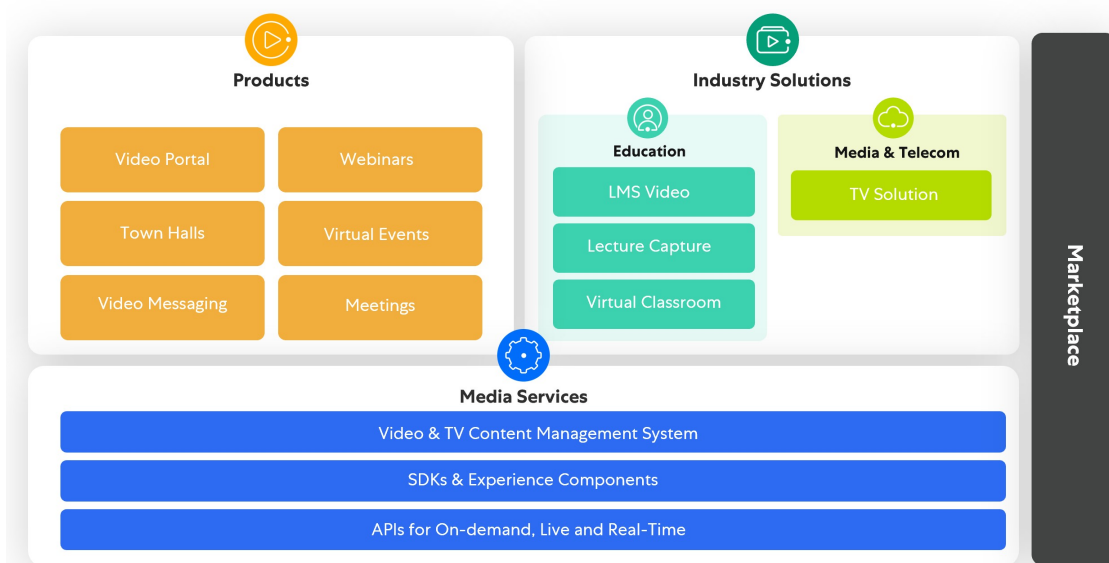 Products
Video Portal
Webinars
Town Halls
Virtual Events
Video Messaging
Meetings
Industry Solutions
Education
LMS Video
Lecture Capture
Virtual Classroom
Media & Telecom
TV Solution
Media Services
Video & TV Content Management System
SDKs & Experience Components
APIs for On-demand, Live and Real-Time
Marketplace